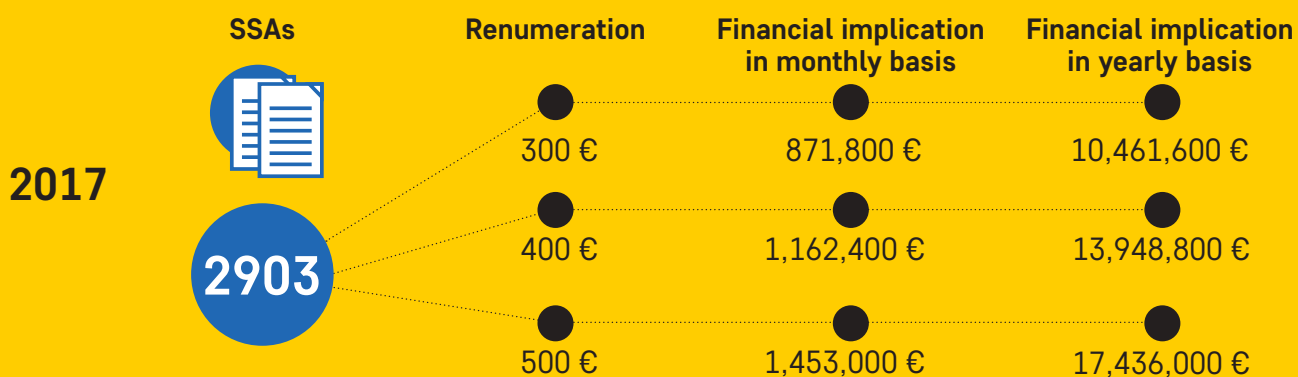 SSAs
Renumeration
Financial implication
in monthly basis
Financial implication
in yearly basis
2017
2903
300 €
871,800 €
10,461,600 €
400 €
1,162,400 €
13,948,800 €
500 €
1,453,000 €
17,436,000 €